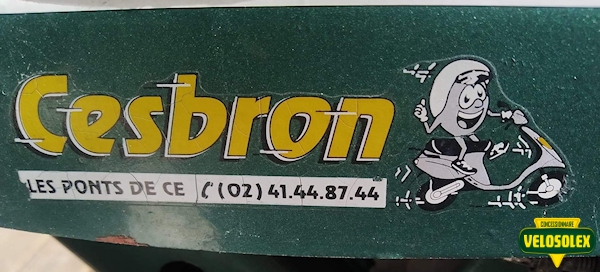 Cesbron
LES PONTS DE CE (02) 41.44.87.44
CONCESSIONNAIRE
VELOSOLEX